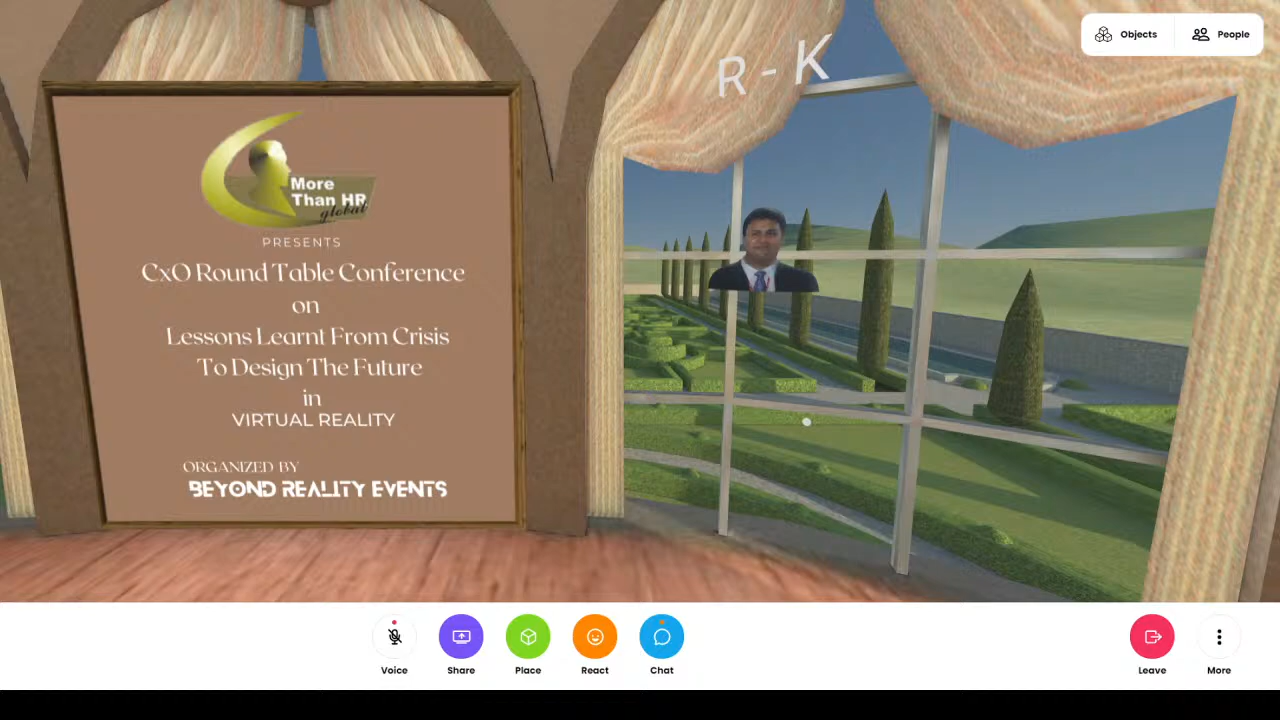 Objects
People
R - K
More
Than HR
global
PRESENTS
CxO Round Table Conference
on
Lessons Learnt From Crisis
To Design The Future
in
VIRTUAL REALITY
ORGANIZED BY
BEYOND REALITY EVENTS
Voice
Share
Place
React
Chat
Leave
More